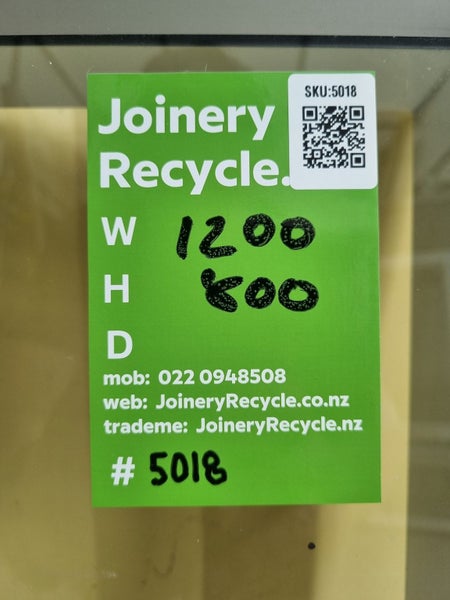 SKU:5018
Joinery
Recycle.
W 1200
H 800
D
mob: 022 0948508
web: JoineryRecycle.co.nz
trademe: JoineryRecycle.nz
# 5018